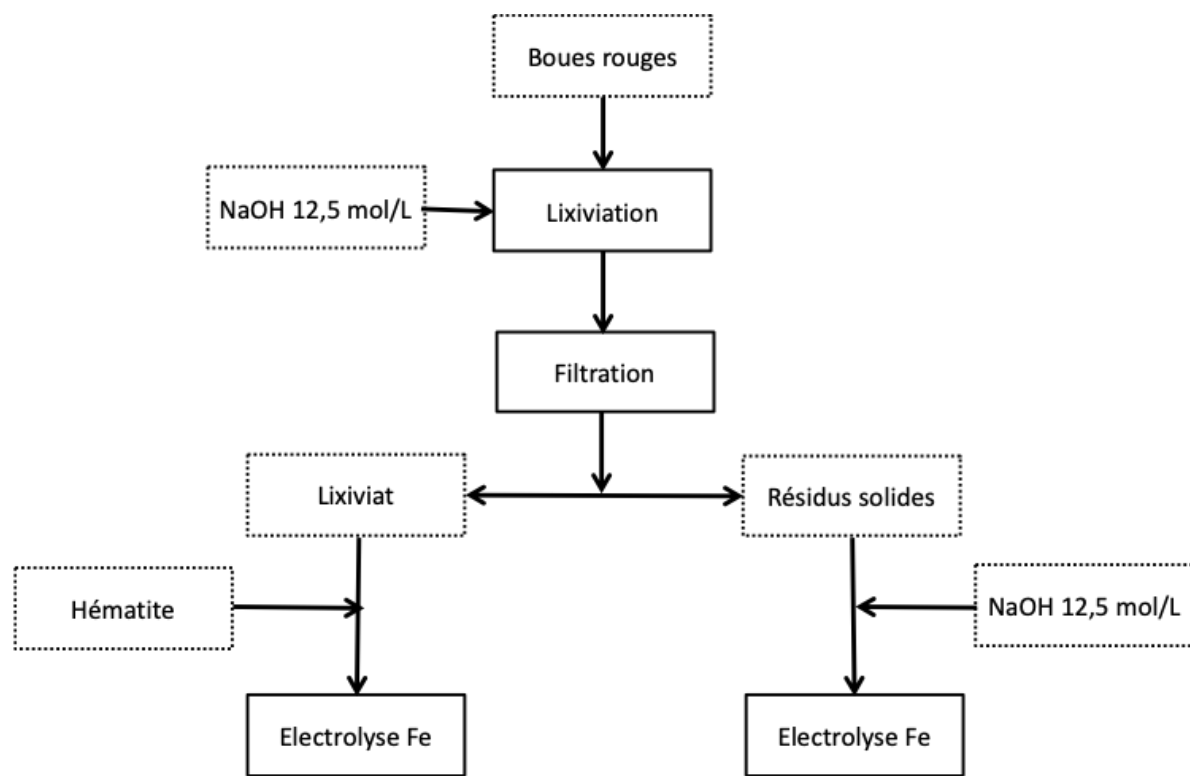 Boues rouges
NaOH 12,5 mol/L
Lixiviation
Filtration
Lixiviat
Résidus solides
Hématite
NaOH 12,5 mol/L
Electrolyse Fe
Electrolyse Fe